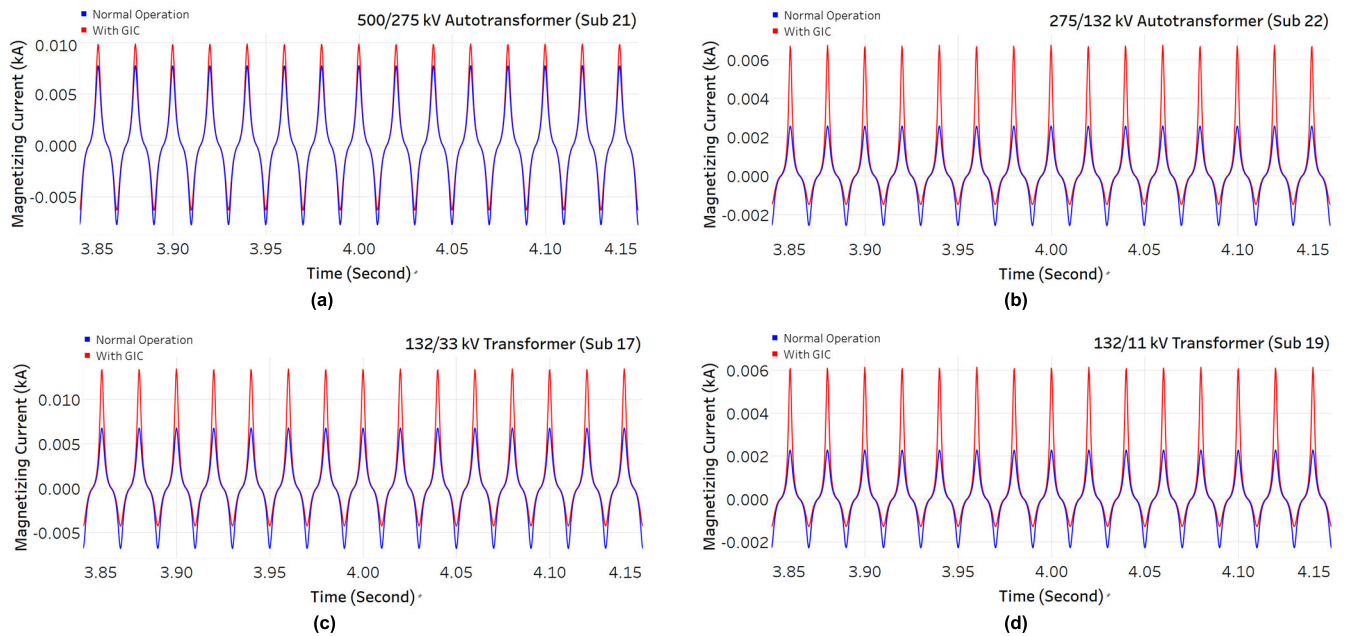 Normal Operation
With GIC
500/275 kV Autotransformer (Sub 21)
Magnetizing Current (kA)
0.010
0.005
0.000
-0.005
3.85 3.90 3.95 4.00 4.05 4.10 4.15
Time (Second)
(a)
Normal Operation
With GIC
275/132 kV Autotransformer (Sub 22)
Magnetizing Current (kA)
0.006
0.004
0.002
0.000
-0.002
3.85 3.90 3.95 4.00 4.05 4.10 4.15
Time (Second)
(b)
Normal Operation
With GIC
132/33 kV Transformer (Sub 17)
Magnetizing Current (kA)
0.010
0.005
0.000
-0.005
3.85 3.90 3.95 4.00 4.05 4.10 4.15
Time (Second)
(c)
Normal Operation
With GIC
132/11 kV Transformer (Sub 19)
Magnetizing Current (kA)
0.006
0.004
0.002
0.000
-0.002
3.85 3.90 3.95 4.00 4.05 4.10 4.15
Time (Second)
(d)